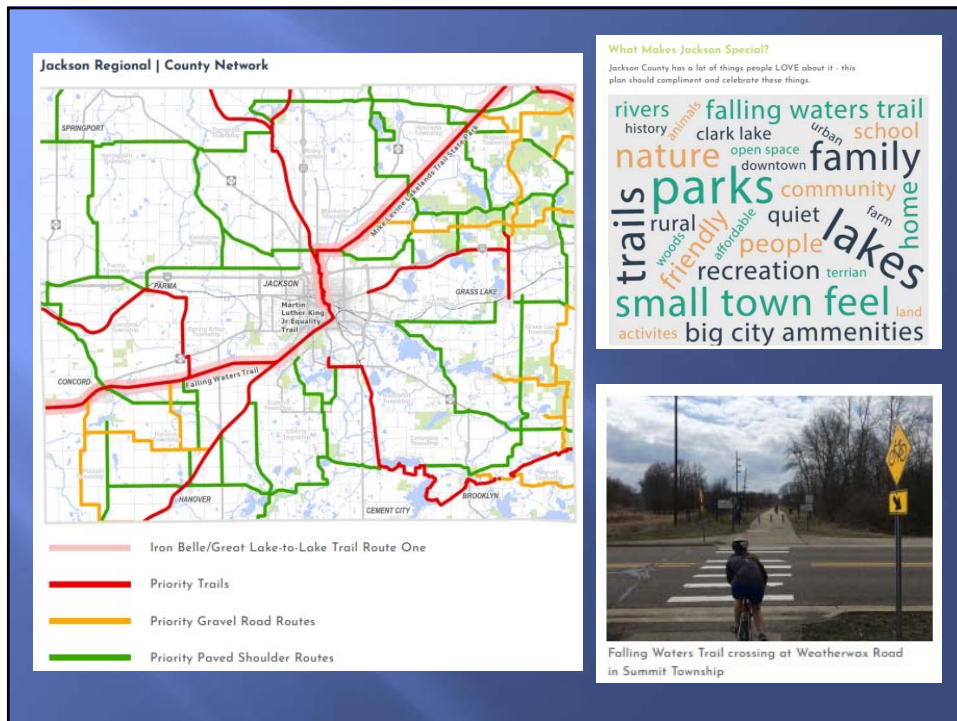 Jackson Regional | County Network
SPRINGPORT
Mike Levine Lakelands Trail State Park
PARMA
JACKSON
GRASS LAKE
Martin
Luther King
Jr Equality
Trail
CONCORD
Falling Waters Trail
HANOVER
BROOKLYN
CEMENT CITY
Iron Belle/Great Lake-to-Lake Trail Route One
Priority Trails
Priority Gravel Road Routes
Priority Paved Shoulder Routes
What Makes Jackson Special?
Jackson County has a lot of things people LOVE about it - this
plan should compliment and celebrate these things.
rivers animals falling waters trail
history clark lake urban school
nature open space family
downtown
trails parks community home
rural friendly quiet farm lakes
woods affordable people
recreation terrian
small town feel land
activites big city ammenities
Falling Waters Trail crossing at Weatherwax Road
in Summit Township